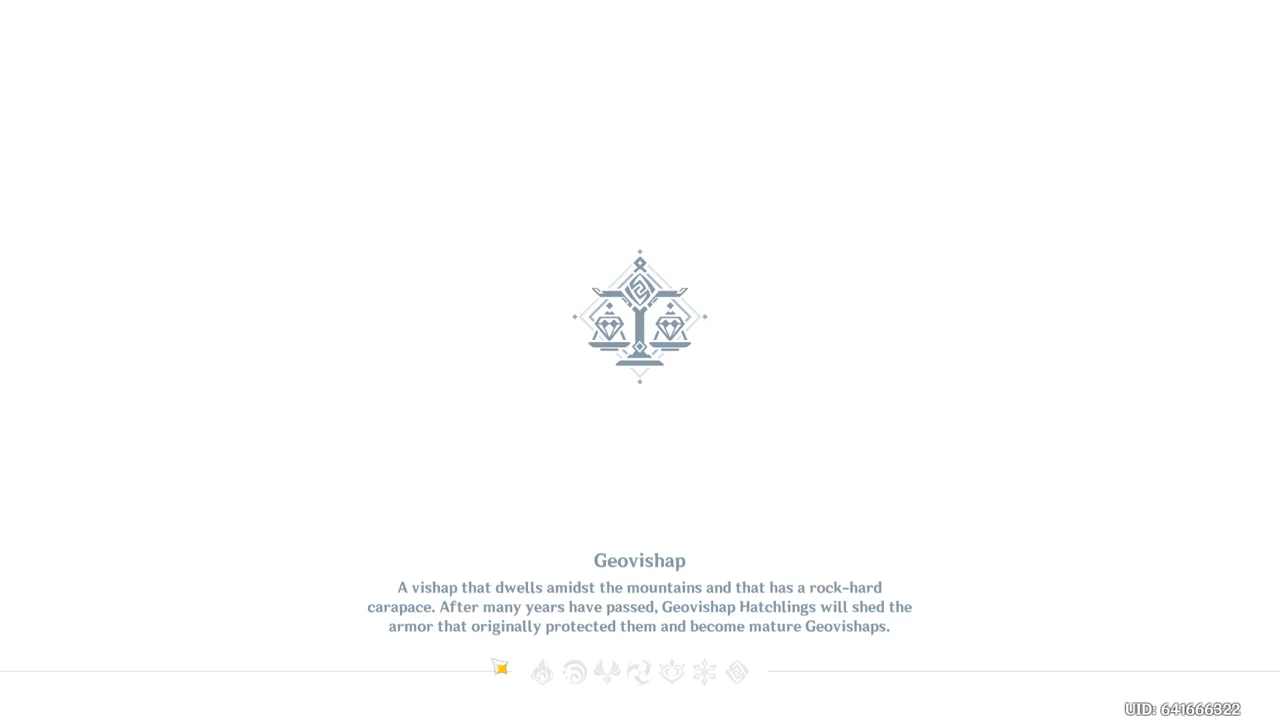 Geovishap
A vishap that dwells amidst the mountains and that has a rock-hard
carapace. After many years have passed, Geovishap Hatchlings will shed the
armor that originally protected them and become mature Geovishaps.
UID: 641666322